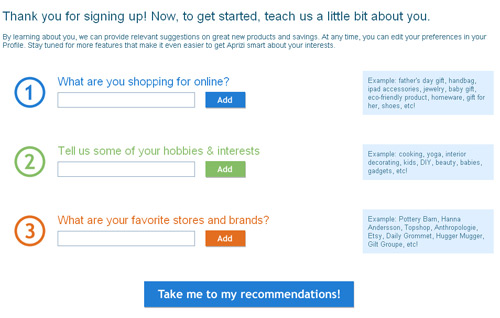 Thank you for signing up! Now, to get started, teach us a little bit about you.
By learning about you, we can provide relevant suggestions on great new products and savings. At any time, you can edit your preferences in your
Profile. Stay tuned for more features that make it even easier to get Aprizi smart about your interests.
1
What are you shopping for online?
Add
Example: father's day gift, handbag,
ipad accessories, jewelry, baby gift,
eco-friendly product, homeware, gift for
her, shoes, etc!
2
Tell us some of your hobbies & interests
Add
Example: cooking, yoga, interior
decorating, kids, DIY, beauty, babies,
gadgets, etc!
3
What are your favorite stores and brands?
Add
Example: Pottery Barn, Hanna
Andersson, Topshop, Anthropologie,
Etsy, Daily Grommet, Hugger Mugger,
Gilt Groupe, etc!
Take me to my recommendations!